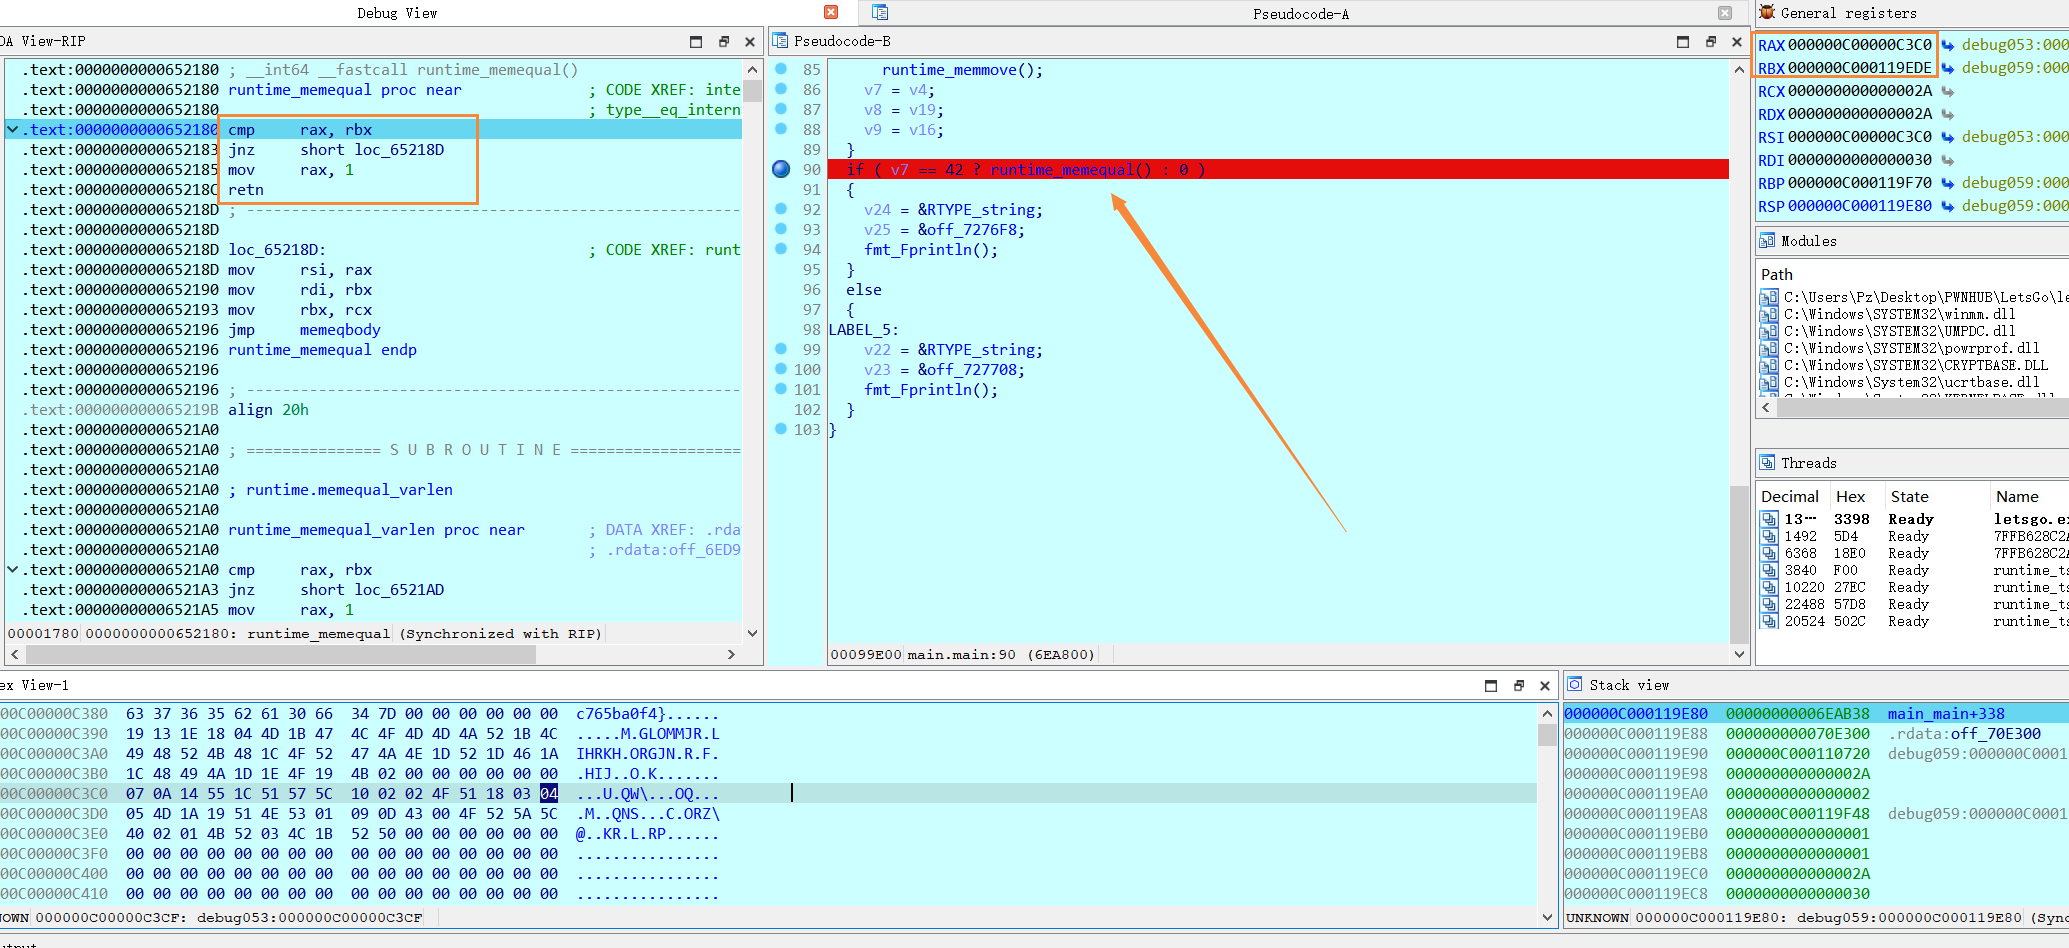 Debug View
Pseudocode-A
General registers
DA View-RIP
.text:0000000000652180 ; __int64 __fastcall runtime_memequal()
.text:0000000000652180 runtime_memequal proc near ; CODE XREF: inte
.text:0000000000652180 ; type__eq_intern
.text:0000000000652180 cmp rax, rbx
.text:0000000000652183 jnz short loc_65218D
.text:0000000000652185 mov rax, 1
.text:000000000065218C retn
.text:000000000065218D ; ---------------------------------------------------------
.text:000000000065218D
.text:000000000065218D loc_65218D: ; CODE XREF: runt
.text:000000000065218D mov rsi, rax
.text:0000000000652190 mov rdi, rbx
.text:0000000000652193 mov rbx, rcx
.text:0000000000652196 jmp memeqbody
.text:0000000000652196 runtime_memequal endp
.text:0000000000652196
.text:0000000000652196 ; ---------------------------------------------------------
.text:000000000065219B align 20h
.text:00000000006521A0
.text:00000000006521A0 ; =============== S U B R O U T I N E ===================
.text:00000000006521A0
.text:00000000006521A0 ; runtime.memequal_varlen
.text:00000000006521A0
.text:00000000006521A0 runtime_memequal_varlen proc near ; DATA XREF: .rda
.text:00000000006521A0 ; .rdata:off_6ED9
.text:00000000006521A0 cmp rax, rbx
.text:00000000006521A3 jnz short loc_6521AD
.text:00000000006521A5 mov rax, 1
00001780 0000000000652180: runtime_memequal (Synchronized with RIP)
Pseudocode-B
85 runtime_memmove();
86 v7 = v4;
87 v8 = v19;
88 v9 = v16;
89 }
90 if ( v7 == 42 ? runtime_memequal() : 0 )
91 {
92 v24 = &RTYPE_string;
93 v25 = &off_7276F8;
94 fmt_Fprintln();
95 }
96 else
97 {
98 LABEL_5:
99 v22 = &RTYPE_string;
100 v23 = &off_727708;
101 fmt_Fprintln();
102 }
103 }
00099E00 main.main:90 (6EA800)
RAX 000000C00000C3C0 debug053:000
RBX 000000C000119EDE debug059:000
RCX 000000000000002A
RDX 000000000000002A
RSI 000000C00000C3C0 debug053:000
RDI 0000000000000030
RBP 000000C000119F70 debug059:000
RSP 000000C000119E80 debug059:000
Modules
Path
C:\Users\Pz\Desktop\PWNHUB\LetsGo\le
C:\Windows\SYSTEM32\winmm.dll
C:\Windows\SYSTEM32\UMPDC.dll
C:\Windows\SYSTEM32\powrprof.dll
C:\Windows\SYSTEM32\CRYPTBASE.DLL
C:\Windows\System32\ucrtbase.dll
Threads
Decimal Hex State Name
13… 3398 Ready letsgo.ex
1492 5D4 Ready 7FFB628C2A
6368 18E0 Ready 7FFB628C2A
3840 F00 Ready runtime_ts
10220 27EC Ready runtime_ts
22488 57D8 Ready runtime_ts
20524 502C Ready runtime_ts
ex View-1
00C00000C380 63 37 36 35 62 61 30 66 34 7D 00 00 00 00 00 00 c765ba0f4}......
00C00000C390 19 13 1E 18 04 4D 1B 47 4C 4F 4D 4D 4A 52 1B 4C .....M.GLOMMJR.L
00C00000C3A0 49 48 52 4B 48 1C 4F 52 47 4A 4E 1D 52 1D 46 1A IHRKH.ORGJN.R.F.
00C00000C3B0 1C 48 49 4A 1D 1E 4F 19 4B 02 00 00 00 00 00 00 .HIJ..O.K.......
00C00000C3C0 07 0A 14 55 1C 51 57 5C 10 02 02 4F 51 18 03 04 ...U.QW\...OQ...
00C00000C3D0 05 4D 1A 19 51 4E 53 01 09 0D 43 00 4F 52 5A 5C .M..QNS...C.ORZ\
00C00000C3E0 40 02 01 4B 52 03 4C 1B 52 50 00 00 00 00 00 00 @..KR.L.RP......
00C00000C3F0 00 00 00 00 00 00 00 00 00 00 00 00 00 00 00 00 ................
00C00000C400 00 00 00 00 00 00 00 00 00 00 00 00 00 00 00 00 ................
00C00000C410 00 00 00 00 00 00 00 00 00 00 00 00 00 00 00 00 ................
NOWN 000000C00000C3CF: debug053:000000C00000C3CF
Stack view
000000C000119E80 00000000006EAB38 main_main+338
000000C000119E88 000000000070E300 .rdata:off_70E300
000000C000119E90 000000C000110720 debug059:000000C0001
000000C000119E98 000000000000002A
000000C000119EA0 0000000000000002
000000C000119EA8 000000C000119F48 debug059:000000C0001
000000C000119EB0 0000000000000001
000000C000119EB8 0000000000000001
000000C000119EC0 000000000000002A
000000C000119EC8 0000000000000030
UNKNOWN 000000C000119E80: debug059:000000C000119E80 (Sync